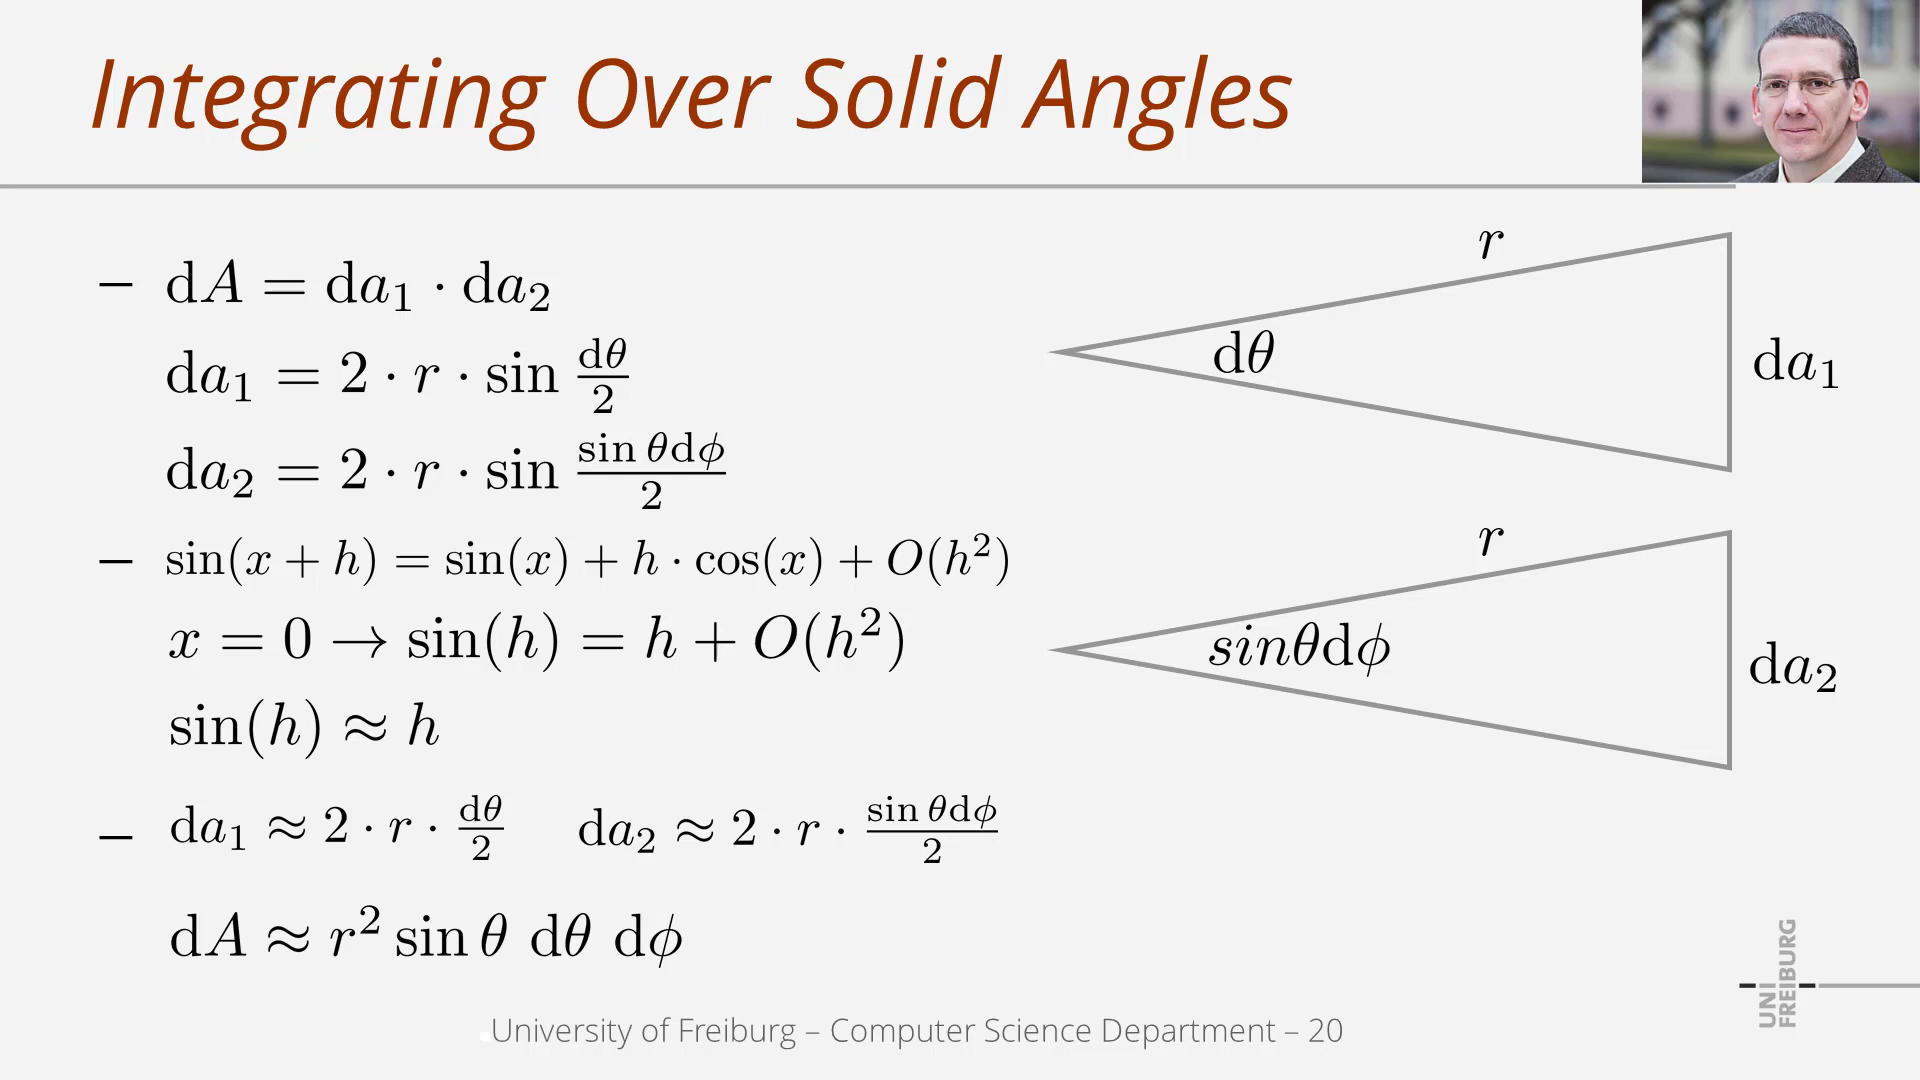 Integrating Over Solid Angles
– dA = da₁ · da₂
da₁ = 2 · r · sin dθ/2
da₂ = 2 · r · sin sin θdϕ/2
– sin(x + h) = sin(x) + h · cos(x) + O(h²)
x = 0 → sin(h) = h + O(h²)
sin(h) ≈ h
– da₁ ≈ 2 · r · dθ/2 da₂ ≈ 2 · r · sin θdϕ/2
dA ≈ r² sin θ dθ dϕ
r
dθ
da₁
r
sinθdϕ
da₂
University of Freiburg – Computer Science Department – 20
UNI
FREIBURG